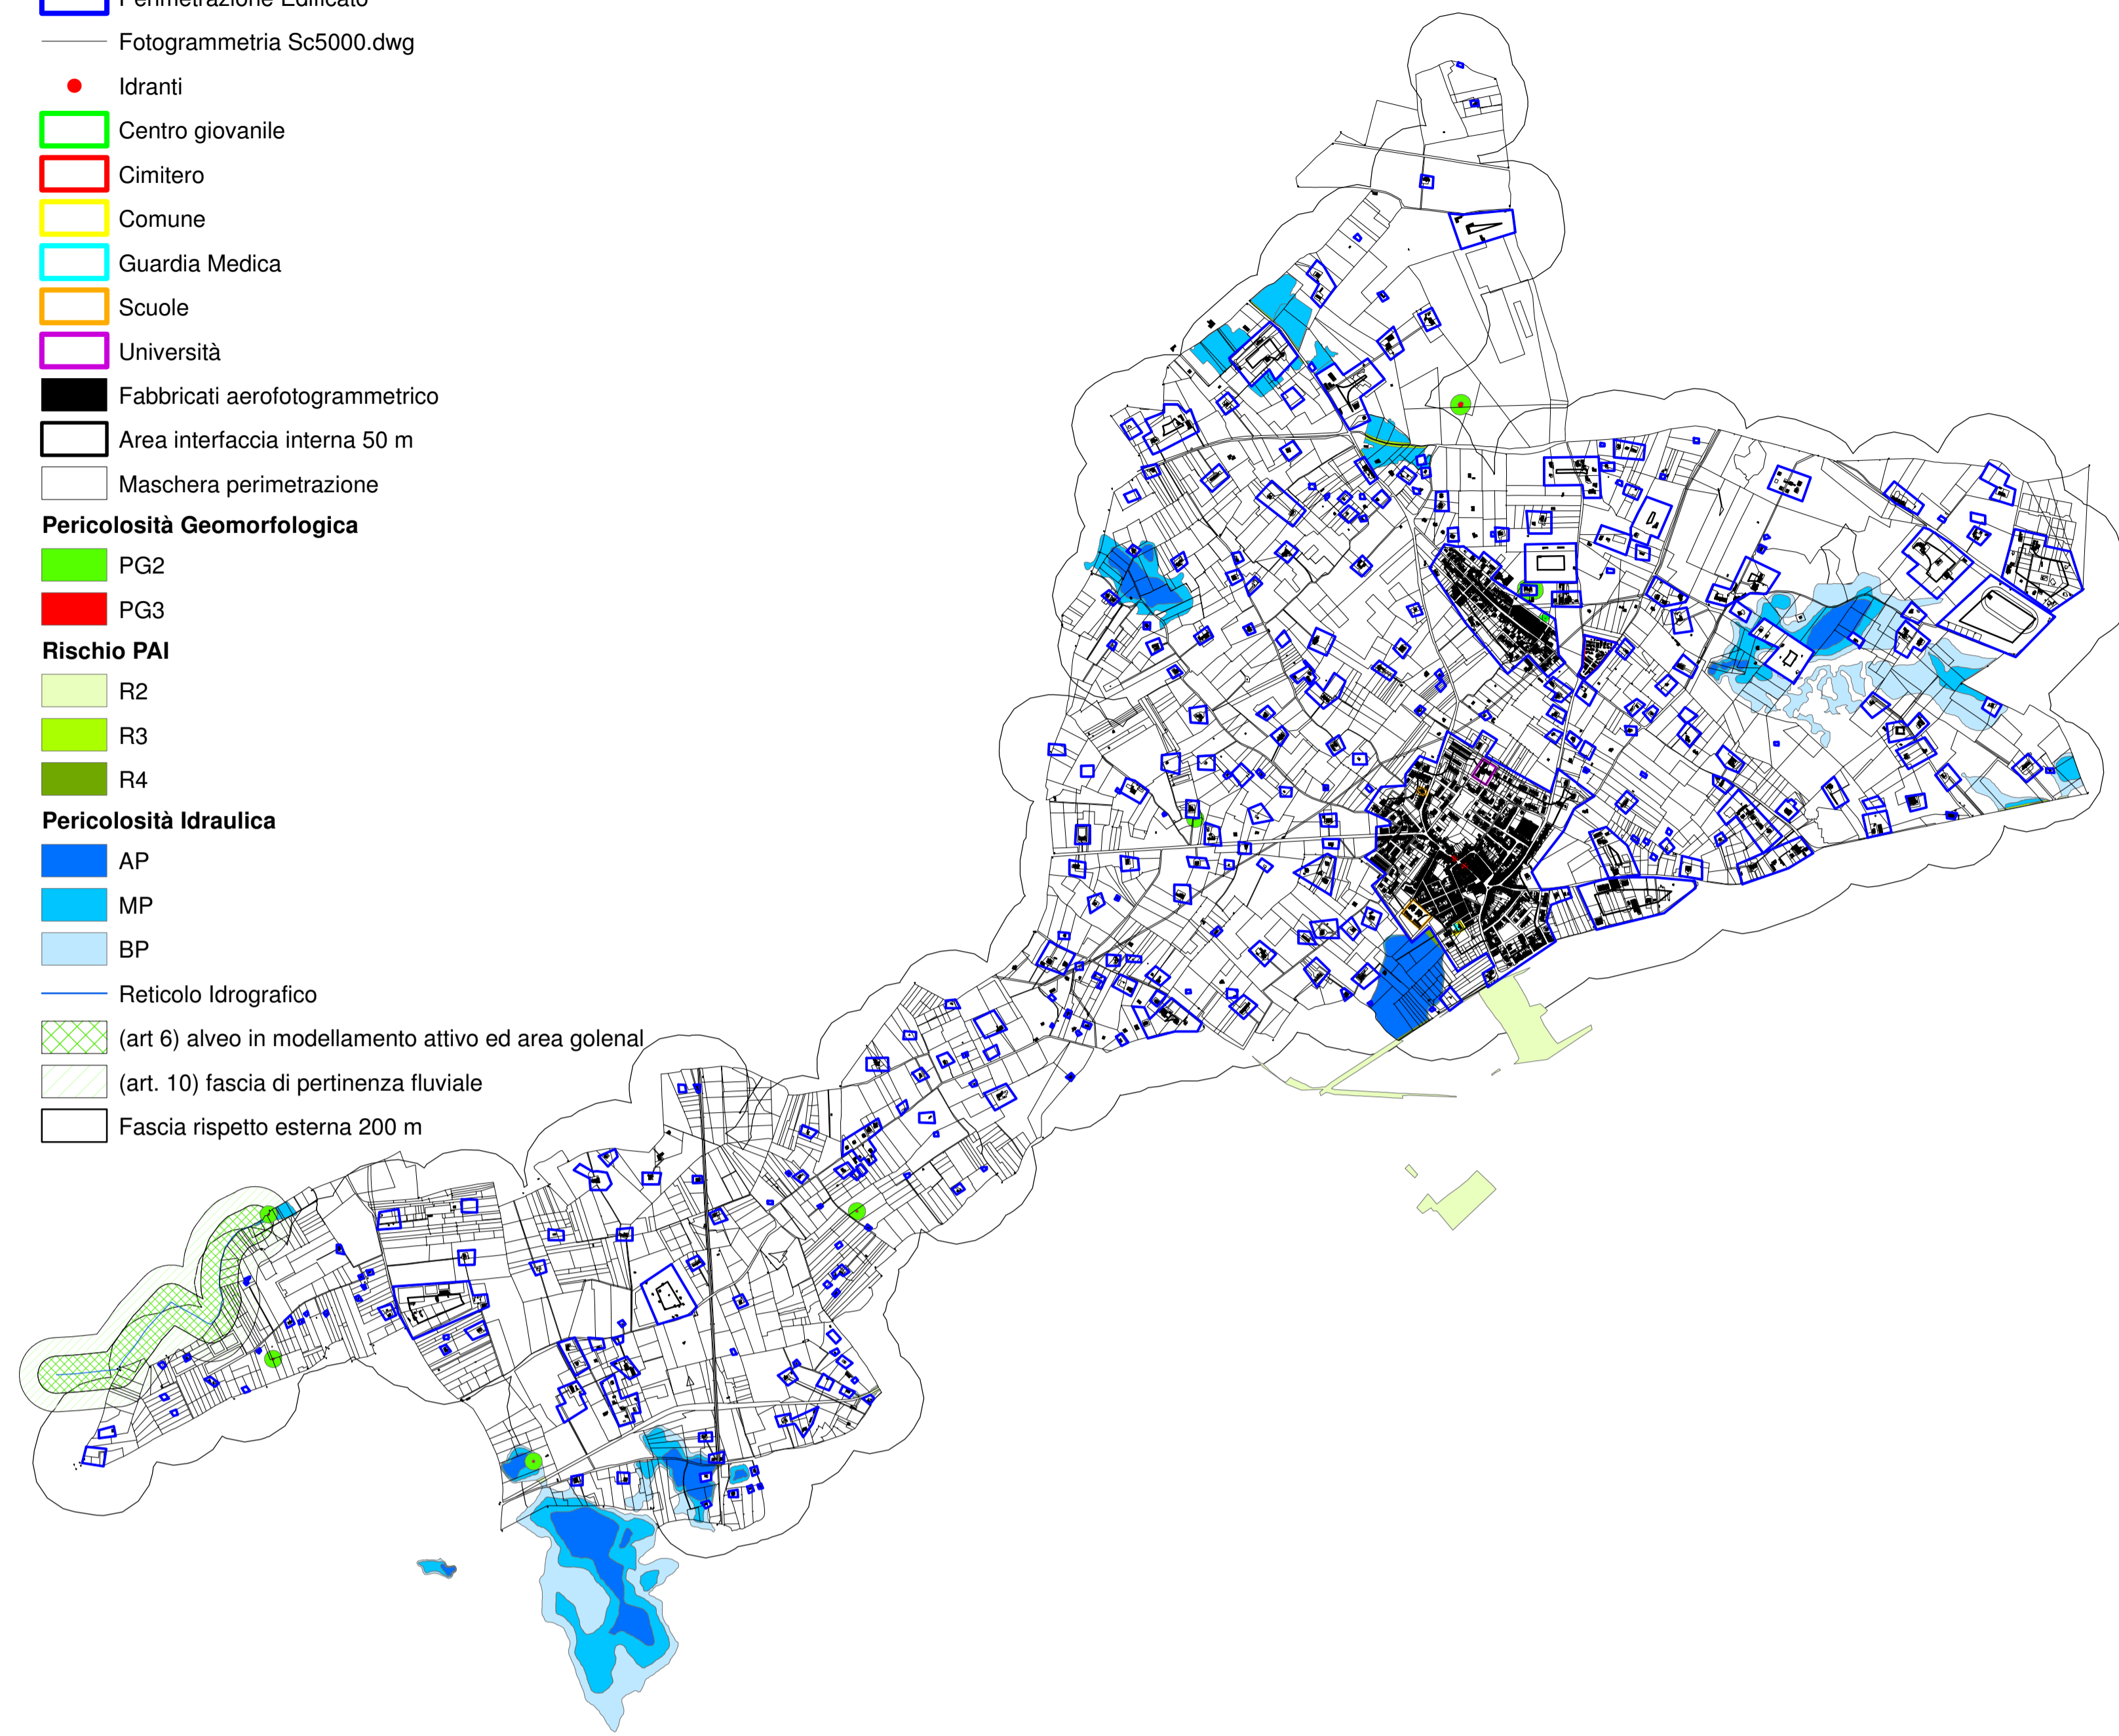 Perimetrazione Edificato
Fotogrammetria Sc5000.dwg
Idranti
Centro giovanile
Cimitero
Comune
Guardia Medica
Scuole
Università
Fabbricati aerofotogrammetrico
Area interfaccia interna 50 m
Maschera perimetrazione
Pericolosità Geomorfologica
PG2
PG3
Rischio PAI
R2
R3
R4
Pericolosità Idraulica
AP
MP
BP
Reticolo Idrografico
(art 6) alveo in modellamento attivo ed area golenal
(art. 10) fascia di pertinenza fluviale
Fascia rispetto esterna 200 m